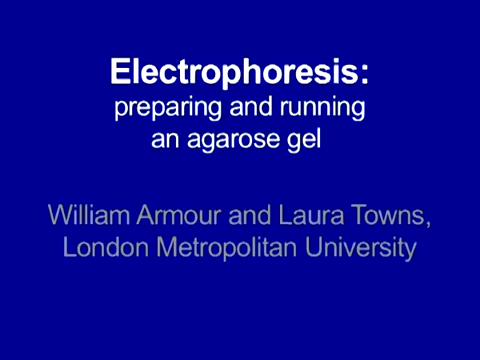 Electrophoresis:
preparing and running
an agarose gel
William Armour and Laura Towns,
London Metropolitan University